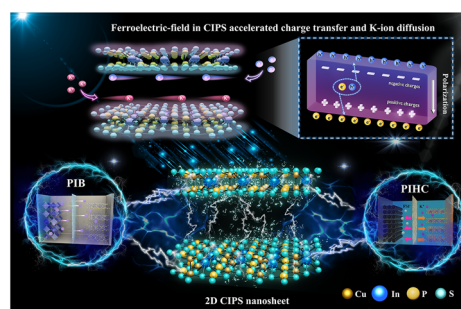 Ferroelectric-field in CIPS accelerated charge transfer and K-ion diffusion
negative charges
positive charges
Polarization
PIB
PIHC
2D CIPS nanosheet
Cu In P S